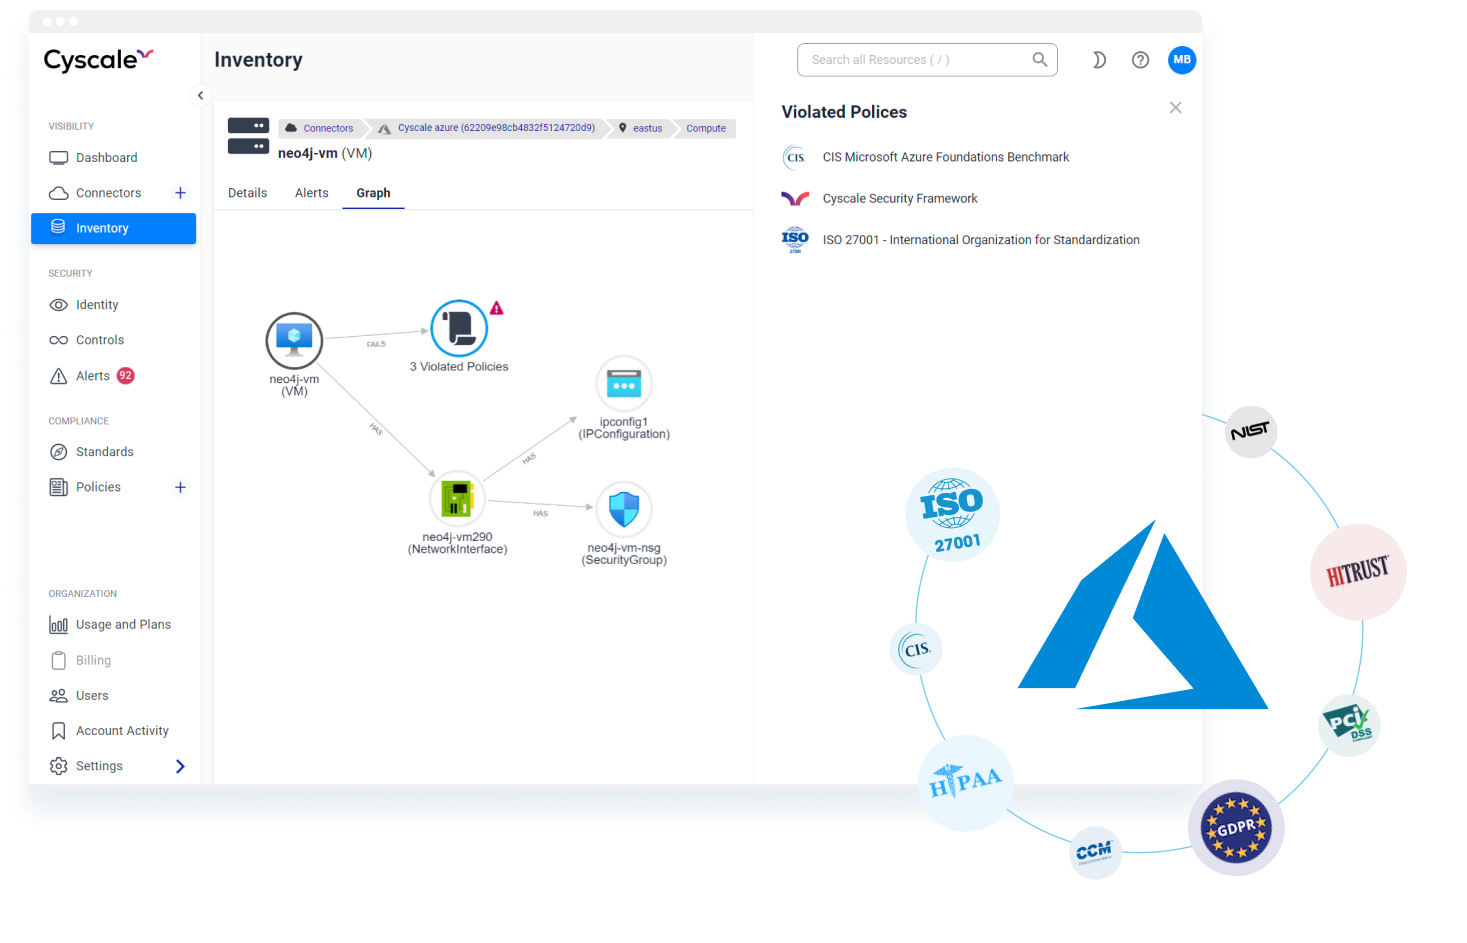 Cyscale
Inventory
Search all Resources ( / )
MB
VISIBILITY
Dashboard
Connectors
Inventory
SECURITY
Identity
Controls
Alerts 92
COMPLIANCE
Standards
Policies
ORGANIZATION
Usage and Plans
Billing
Users
Account Activity
Settings
Connectors
Cyscale azure (62209e98cb4832f5124720d9)
eastus
Compute
neo4j-vm (VM)
Details
Alerts
Graph
neo4j-vm
(VM)
FAILS
3 Violated Policies
HAS
ipconfig1
(IPConfiguration)
HAS
neo4j-vm290
(NetworkInterface)
HAS
neo4j-vm-nsg
(SecurityGroup)
Violated Polices
CIS.
CIS Microsoft Azure Foundations Benchmark
Cyscale Security Framework
ISO
27001
ISO 27001 - International Organization for Standardization
NIST
ISO
27001
HITRUST
CIS.
PCi
DSS
HIPAA
GDPR
CCM